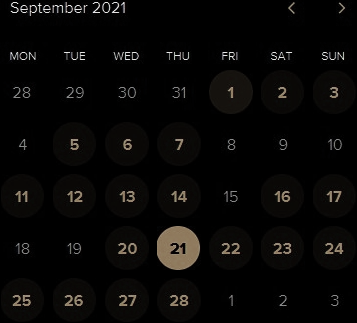 September 2021
MON TUE WED THU FRI SAT SUN
28 29 30 31 1 2 3
4 5 6 7 8 9 10
11 12 13 14 15 16 17
18 19 20 21 22 23 24
25 26 27 28 1 2 3